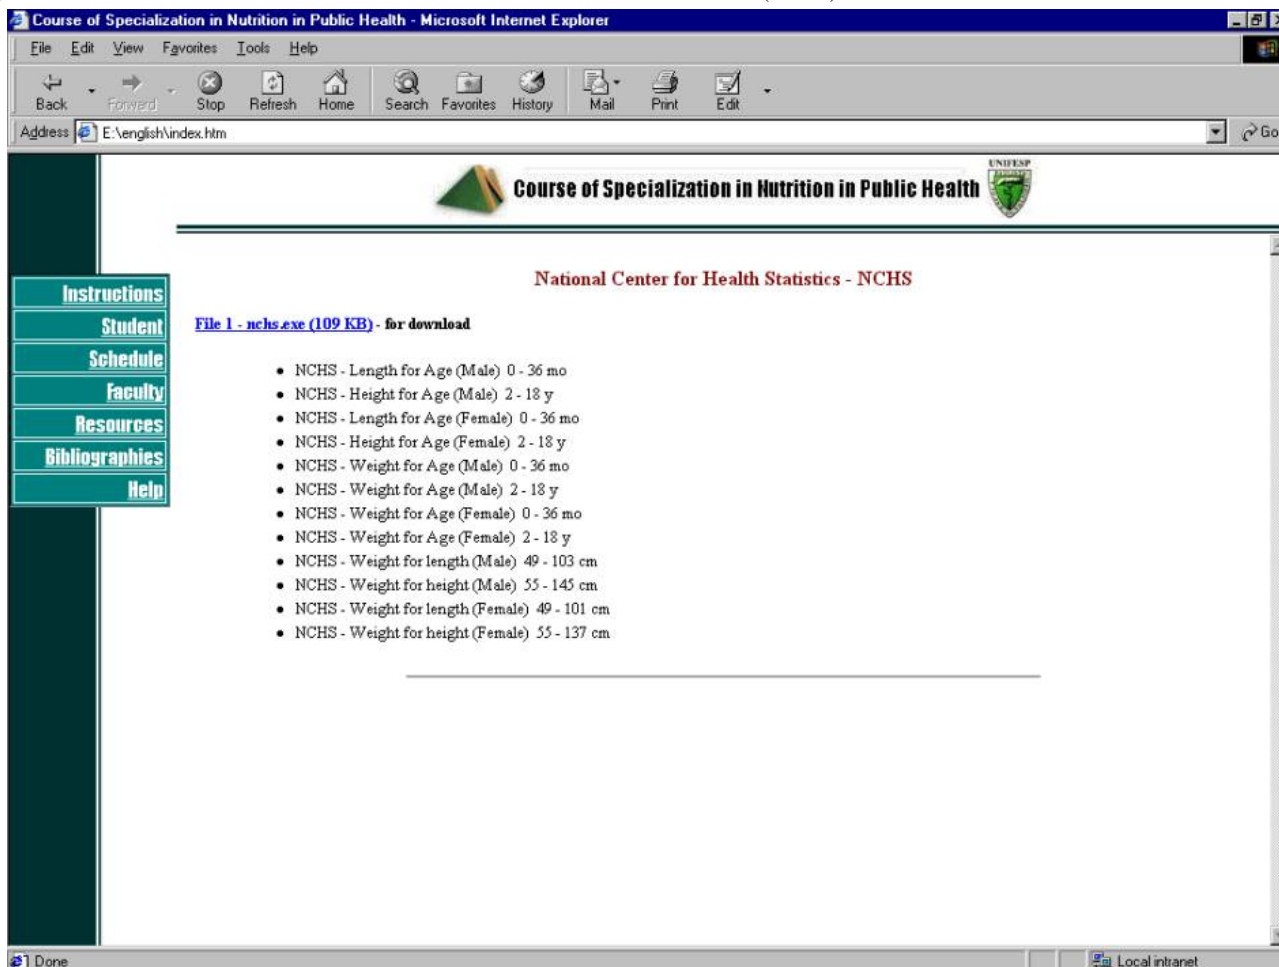 Course of Specialization in Nutrition in Public Health - Microsoft Internet Explorer
File Edit View Favorites Tools Help
Back Forward Stop Refresh Home Search Favorites History Mail Print Edit
Address E:\english\index.htm Go
UNIFESP
Course of Specialization in Nutrition in Public Health
National Center for Health Statistics - NCHS
Instructions
Student
Schedule
Faculty
Resources
Bibliographies
Help
File 1 - nchs.exe (109 KB) - for download
NCHS - Length for Age (Male) 0 - 36 mo
NCHS - Height for Age (Male) 2 - 18 y
NCHS - Length for Age (Female) 0 - 36 mo
NCHS - Height for Age (Female) 2 - 18 y
NCHS - Weight for Age (Male) 0 - 36 mo
NCHS - Weight for Age (Male) 2 - 18 y
NCHS - Weight for Age (Female) 0 - 36 mo
NCHS - Weight for Age (Female) 2 - 18 y
NCHS - Weight for length (Male) 49 - 103 cm
NCHS - Weight for height (Male) 55 - 145 cm
NCHS - Weight for length (Female) 49 - 101 cm
NCHS - Weight for height (Female) 55 - 137 cm
Done Local intranet